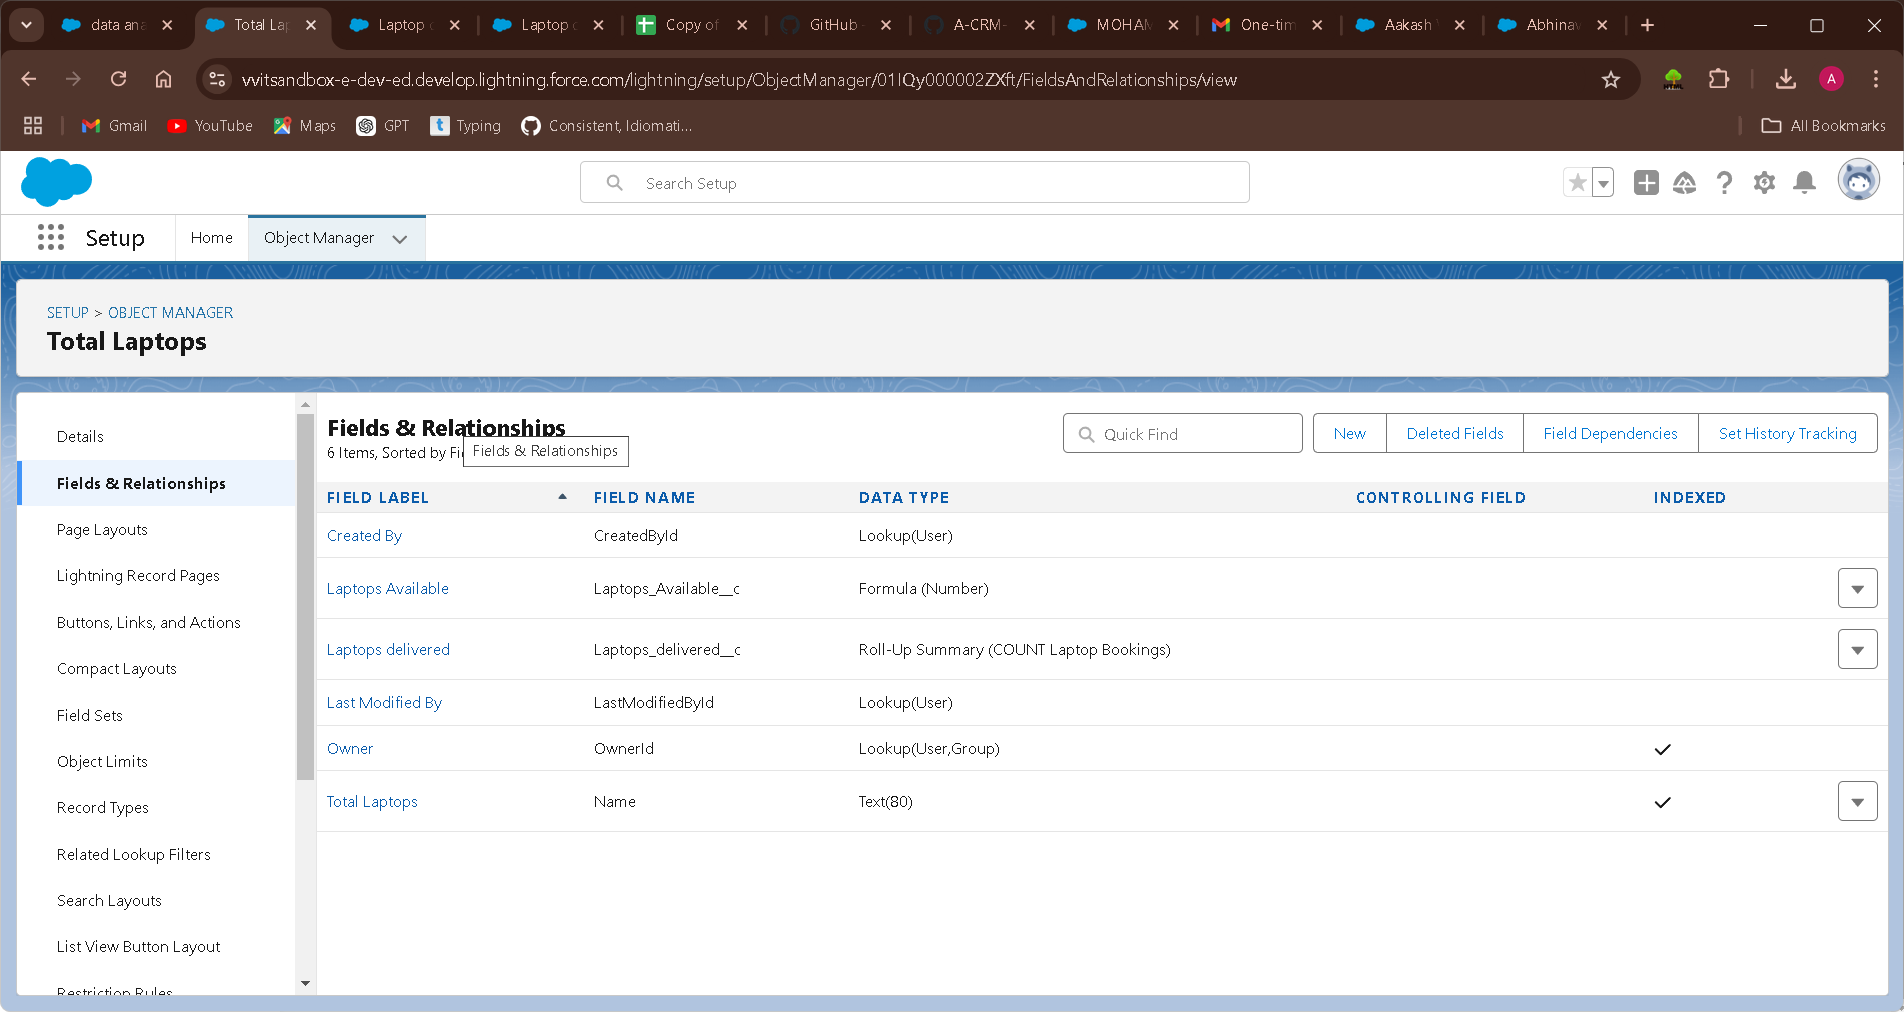 data ana
Total Lap
Laptop c
Laptop c
Copy of
GitHub
A-CRM-
MOHAM
One-tim
Aakash
Abhinav
vvitsandbox-e-dev-ed.develop.lightning.force.com/lightning/setup/ObjectManager/01IQy000002ZXft/FieldsAndRelationships/view
A
Gmail
YouTube
Maps
GPT
Typing
Consistent, Idiomati...
All Bookmarks
Search Setup
Setup
Home
Object Manager
SETUP > OBJECT MANAGER
Total Laptops
Details
Fields & Relationships
Page Layouts
Lightning Record Pages
Buttons, Links, and Actions
Compact Layouts
Field Sets
Object Limits
Record Types
Related Lookup Filters
Search Layouts
List View Button Layout
Restriction Rules
Fields & Relationships
6 Items, Sorted by Fi
Fields & Relationships
Quick Find
New
Deleted Fields
Field Dependencies
Set History Tracking
FIELD LABEL FIELD NAME DATA TYPE CONTROLLING FIELD INDEXED
Created By CreatedById Lookup(User)
Laptops Available Laptops_Available__c Formula (Number)
Laptops delivered Laptops_delivered__c Roll-Up Summary (COUNT Laptop Bookings)
Last Modified By LastModifiedById Lookup(User)
Owner OwnerId Lookup(User,Group)
Total Laptops Name Text(80)